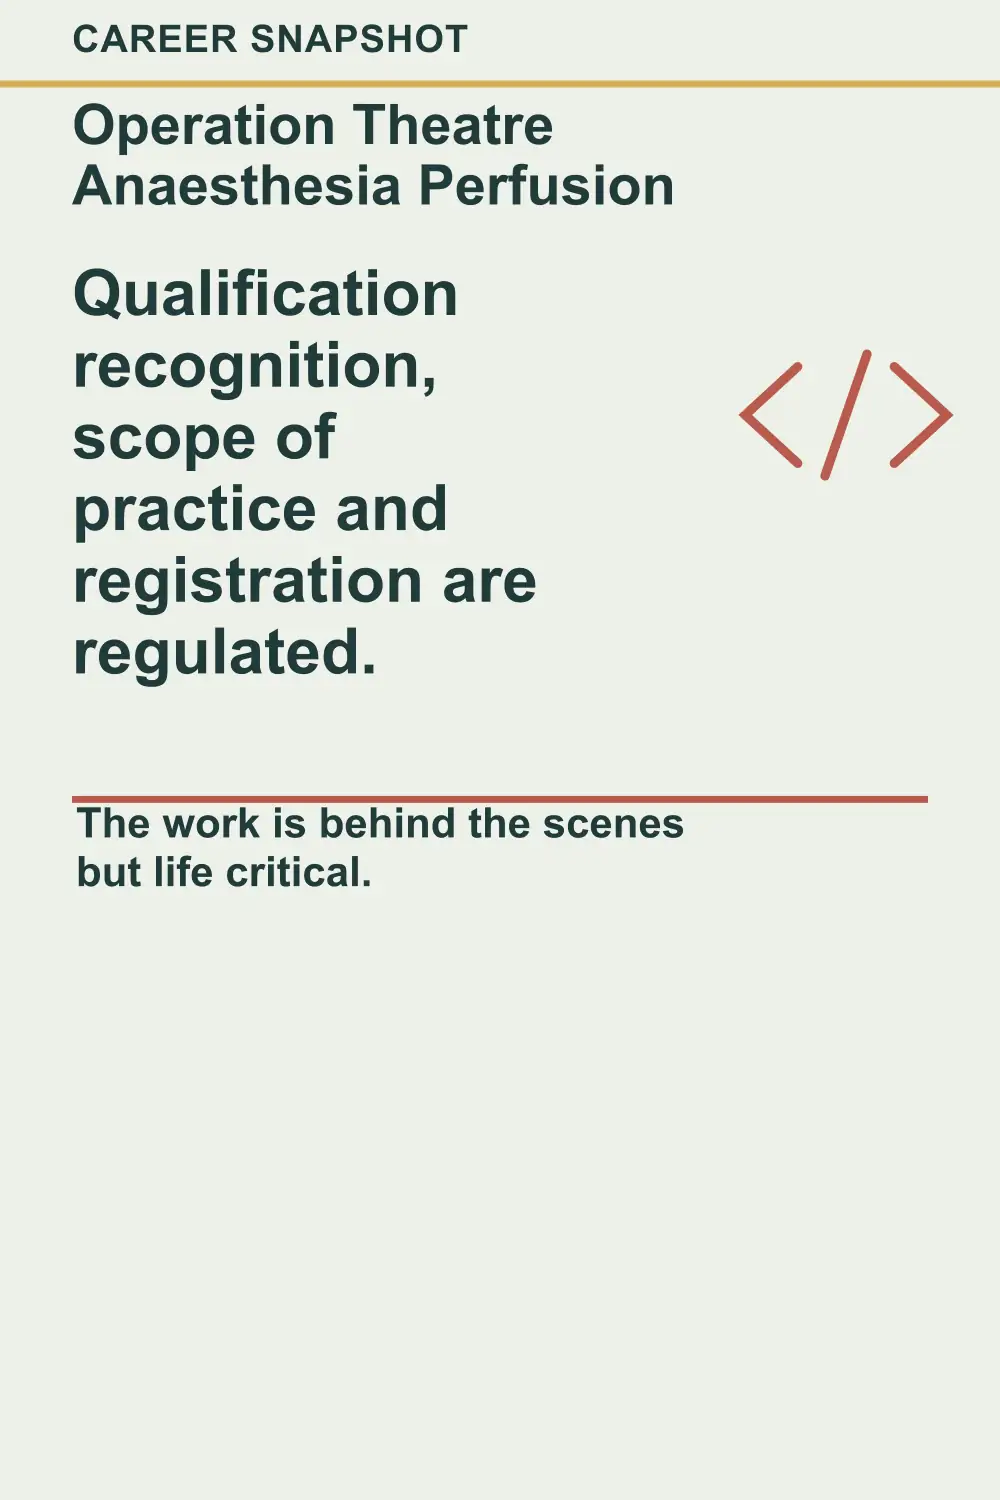 CAREER SNAPSHOT
Operation Theatre
Anaesthesia Perfusion
Qualification
recognition,
scope of
practice and
registration are
regulated.
The work is behind the scenes
but life critical.